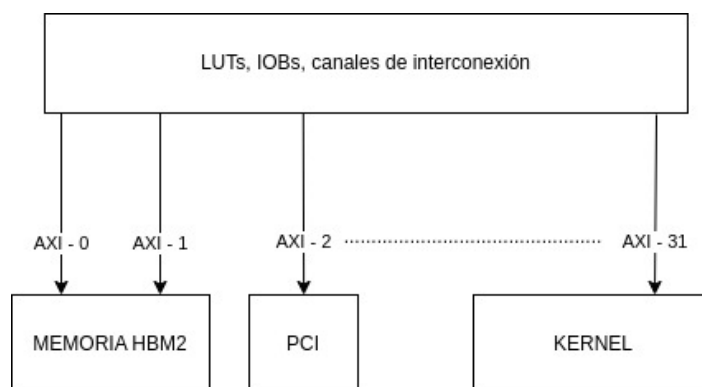 LUTs, IOBs, canales de interconexión
AXI - 0
AXI - 1
AXI - 2
AXI - 31
MEMORIA HBM2
PCI
KERNEL